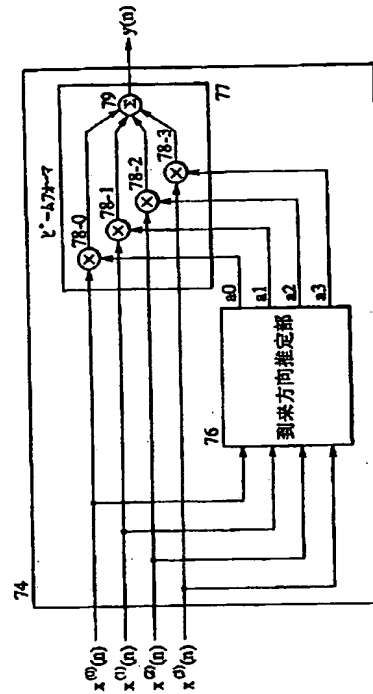 74
x⁽⁰⁾(n)
x⁽¹⁾(n)
x⁽²⁾(n)
x⁽³⁾(n)
ビームフォーマ
78-0
78-1
78-2
78-3
79
Σ
77
y(n)
76
到来方向推定部
a0
a1
a2
a3
×
×
×
×